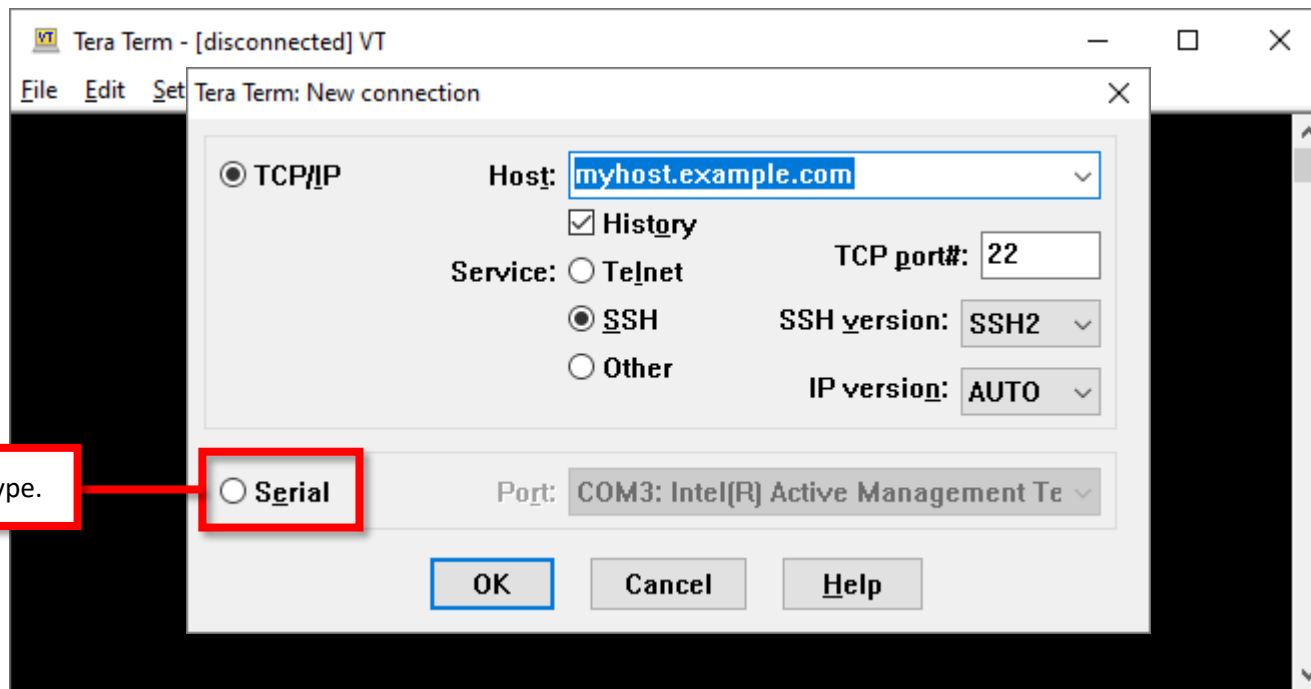 VT Tera Term - [disconnected] VT
File Edit Set
Tera Term: New connection
TCP/IP Host: myhost.example.com
History
TCP port#: 22
Service: Telnet
SSH SSH version: SSH2
Other
IP version: AUTO
ype.
Serial Port: COM3: Intel(R) Active Management Te
OK Cancel Help